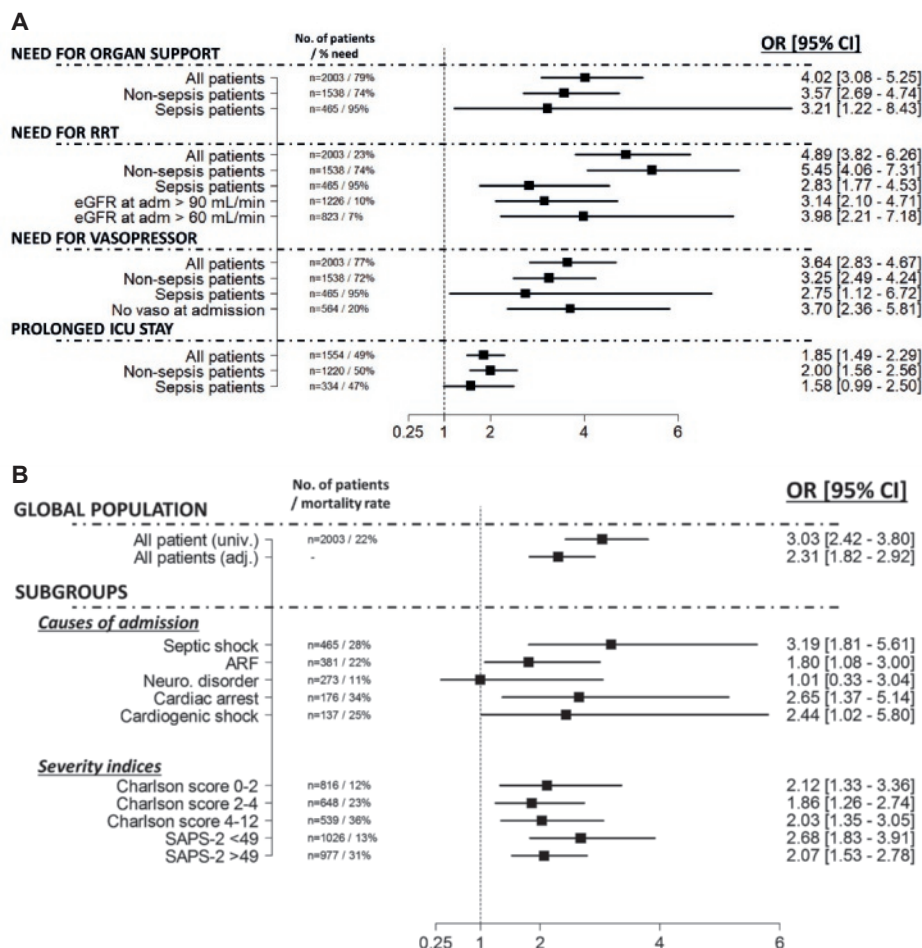 A
No. of patients
/ % need
OR [95% CI]
NEED FOR ORGAN SUPPORT
All patients n=2003 / 79% 4.02 [3.08 - 5.25]
Non-sepsis patients n=1538 / 74% 3.57 [2.69 - 4.74]
Sepsis patients n=465 / 95% 3.21 [1.22 - 8.43]
NEED FOR RRT
All patients n=2003 / 23% 4.89 [3.82 - 6.26]
Non-sepsis patients n=1538 / 74% 5.45 [4.06 - 7.31]
Sepsis patients n=465 / 95% 2.83 [1.77 - 4.53]
eGFR at adm > 90 mL/min n=1226 / 10% 3.14 [2.10 - 4.71]
eGFR at adm > 60 mL/min n=823 / 7% 3.98 [2.21 - 7.18]
NEED FOR VASOPRESSOR
All patients n=2003 / 77% 3.64 [2.83 - 4.67]
Non-sepsis patients n=1538 / 72% 3.25 [2.49 - 4.24]
Sepsis patients n=465 / 95% 2.75 [1.12 - 6.72]
No vaso at admission n=564 / 20% 3.70 [2.36 - 5.81]
PROLONGED ICU STAY
All patients n=1554 / 49% 1.85 [1.49 - 2.29]
Non-sepsis patients n=1220 / 50% 2.00 [1.56 - 2.56]
Sepsis patients n=334 / 47% 1.58 [0.99 - 2.50]
0.25 1 2 4 6
B
No. of patients
/ mortality rate
OR [95% CI]
GLOBAL POPULATION
All patient (univ.) n=2003 / 22% 3.03 [2.42 - 3.80]
All patients (adj.) - 2.31 [1.82 - 2.92]
SUBGROUPS
Causes of admission
Septic shock n=465 / 28% 3.19 [1.81 - 5.61]
ARF n=381 / 22% 1.80 [1.08 - 3.00]
Neuro. disorder n=273 / 11% 1.01 [0.33 - 3.04]
Cardiac arrest n=176 / 34% 2.65 [1.37 - 5.14]
Cardiogenic shock n=137 / 25% 2.44 [1.02 - 5.80]
Severity indices
Charlson score 0-2 n=816 / 12% 2.12 [1.33 - 3.36]
Charlson score 2-4 n=648 / 23% 1.86 [1.26 - 2.74]
Charlson score 4-12 n=539 / 36% 2.03 [1.35 - 3.05]
SAPS-2 <49 n=1026 / 13% 2.68 [1.83 - 3.91]
SAPS-2 >49 n=977 / 31% 2.07 [1.53 - 2.78]
0.25 1 2 4 6